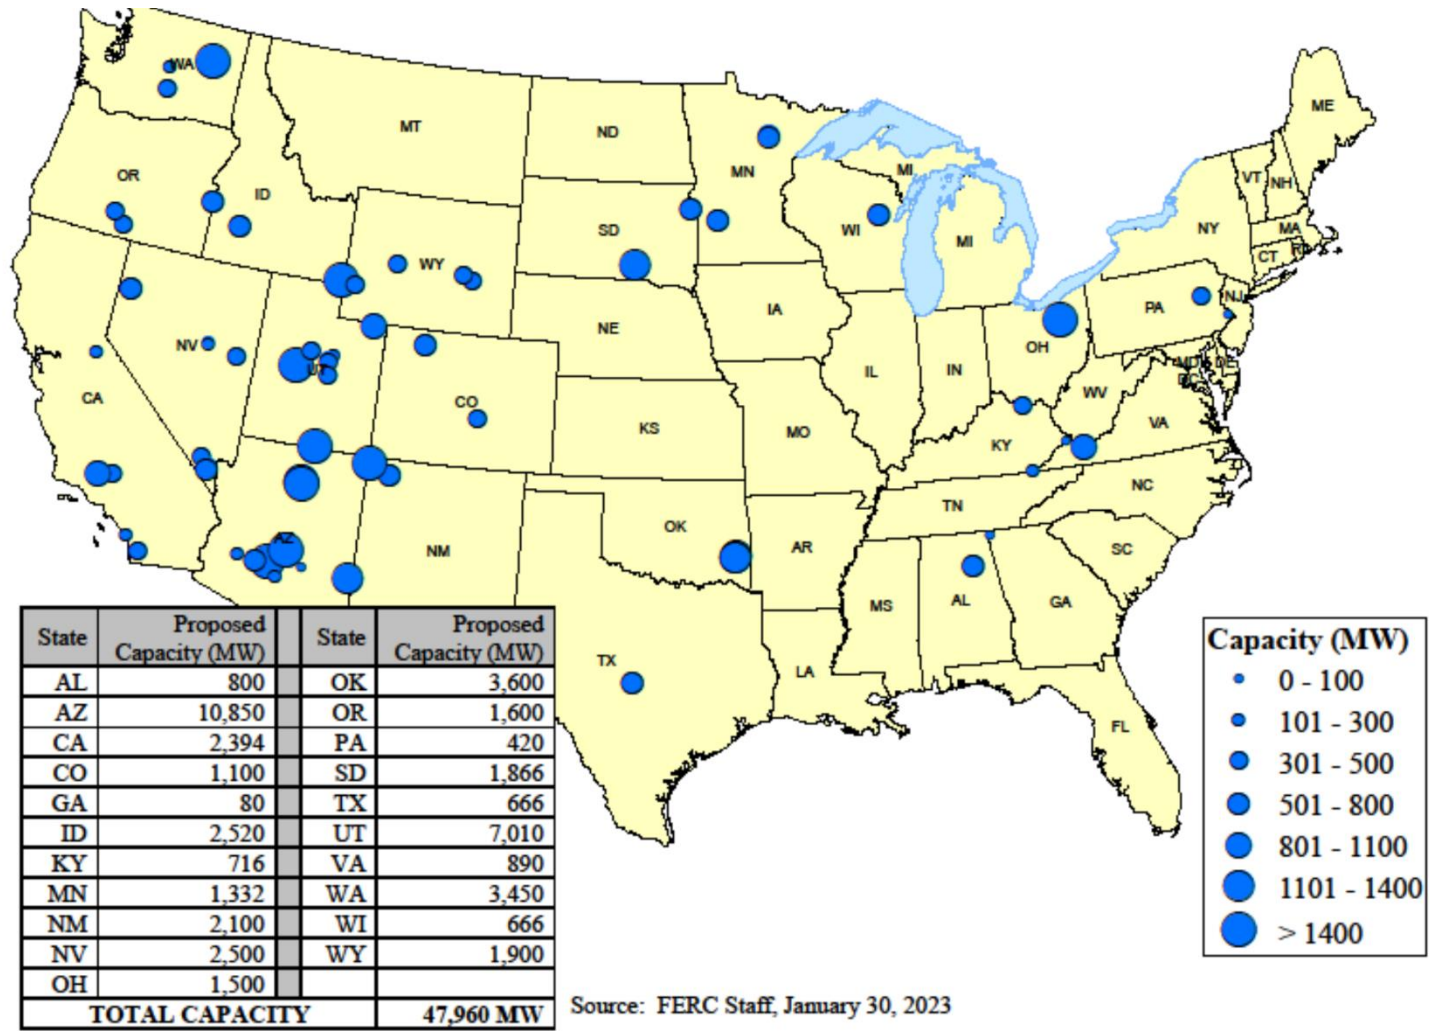 WA
MT
ND
MN
ME
OR
ID
WY
SD
WI
MI
MI
NY
VT
NH
MA
CT
RI
NV
UT
CA
CO
NE
IA
IL
IN
OH
PA
NJ
MD
DE
DC
WV
VA
KY
KS
MO
AZ
NM
OK
AR
TN
NC
SC
MS
AL
GA
TX
LA
FL
State Proposed Capacity (MW) State Proposed Capacity (MW)
AL 800 OK 3,600
AZ 10,850 OR 1,600
CA 2,394 PA 420
CO 1,100 SD 1,866
GA 80 TX 666
ID 2,520 UT 7,010
KY 716 VA 890
MN 1,332 WA 3,450
NM 2,100 WI 666
NV 2,500 WY 1,900
OH 1,500
TOTAL CAPACITY 47,960 MW
Source: FERC Staff, January 30, 2023
Capacity (MW)
0 - 100
101 - 300
301 - 500
501 - 800
801 - 1100
1101 - 1400
> 1400